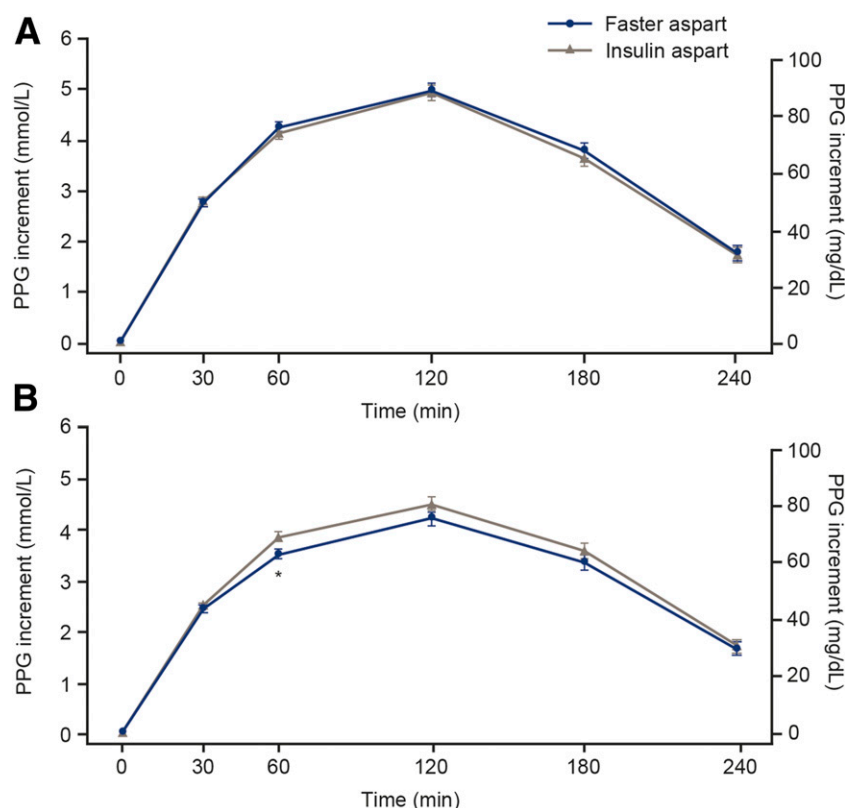 A
Faster aspart
Insulin aspart
PPG increment (mmol/L)
6
5
4
3
2
1
0
PPG increment (mg/dL)
100
80
60
40
20
0
0 30 60 120 180 240
Time (min)
B
PPG increment (mmol/L)
6
5
4
3
2
1
0
*
PPG increment (mg/dL)
100
80
60
40
20
0
0 30 60 120 180 240
Time (min)